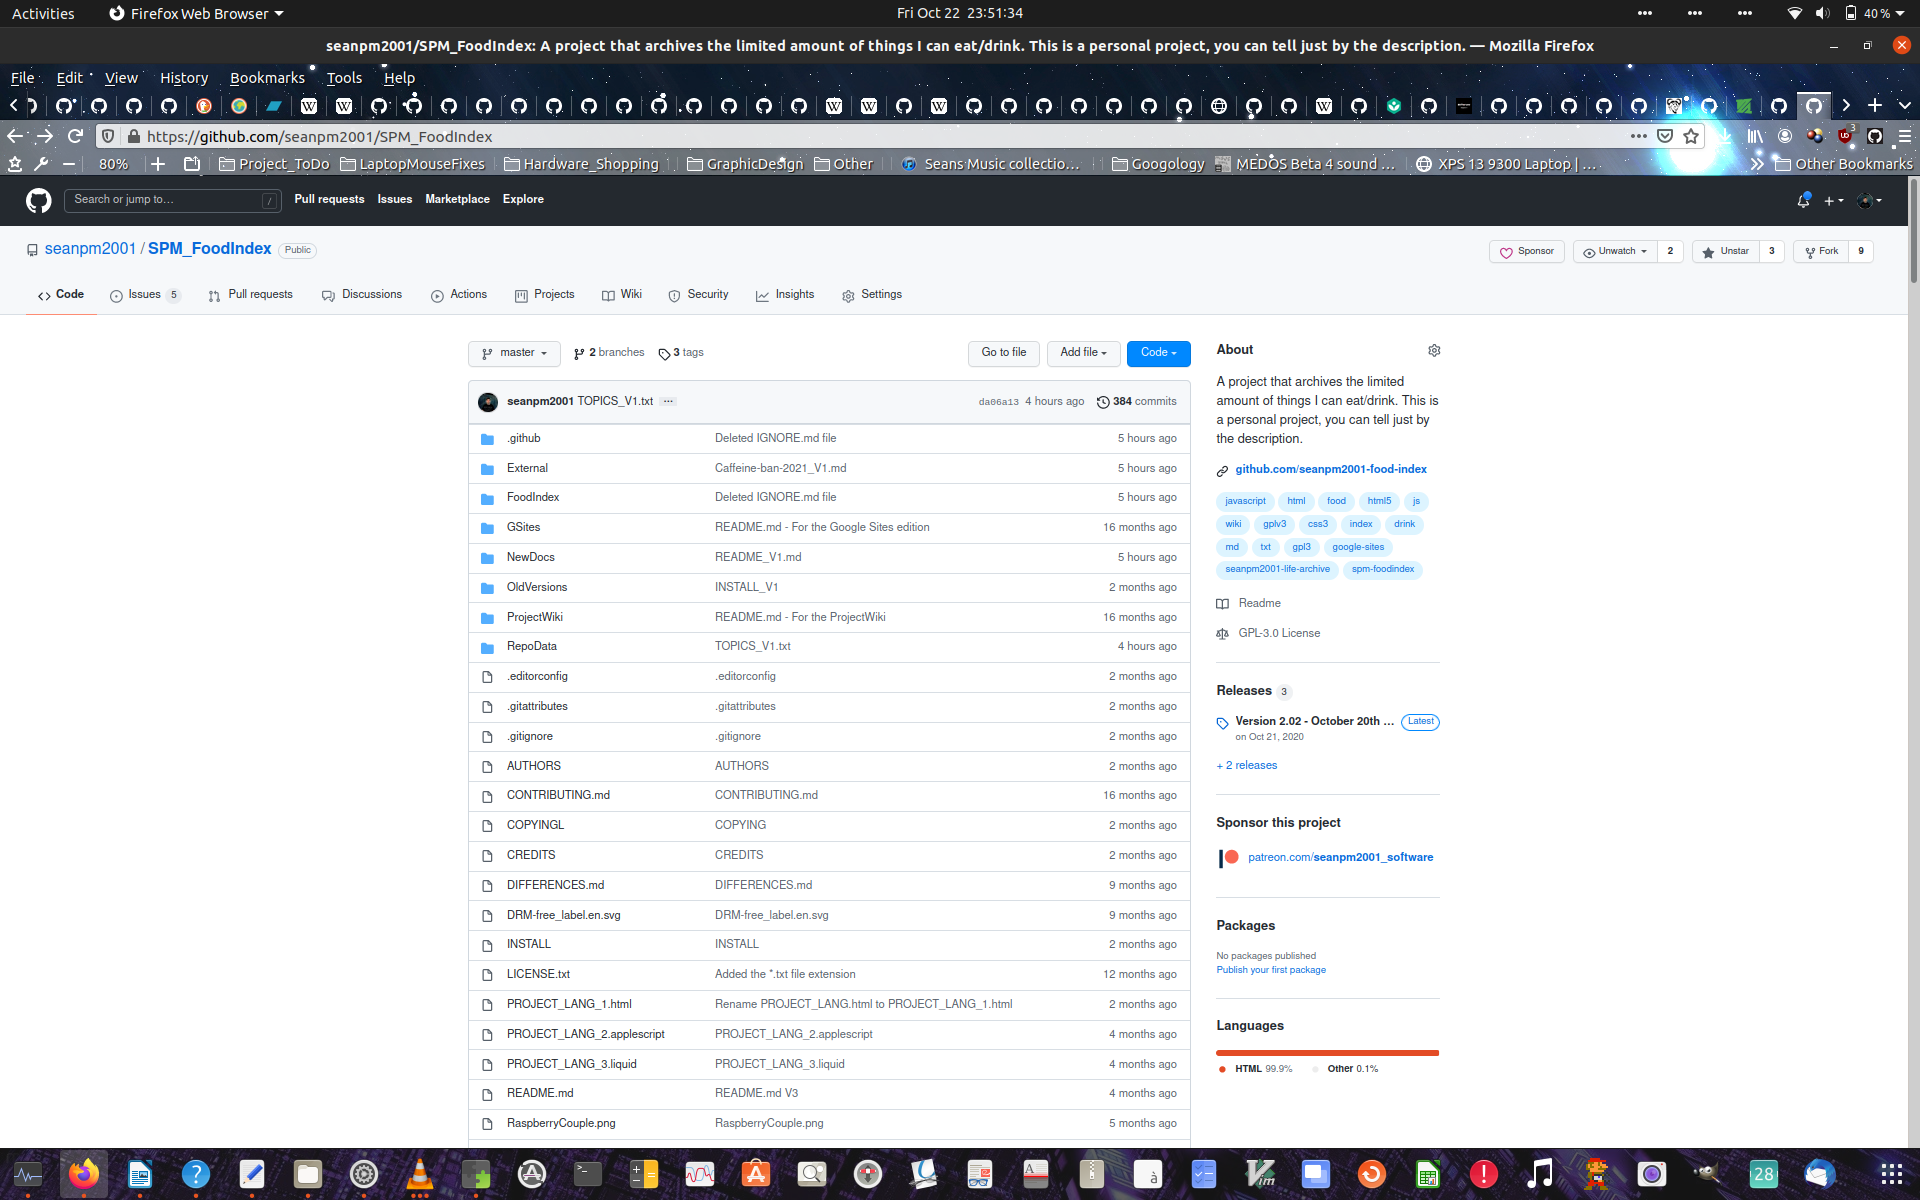 Activities Firefox Web Browser Fri Oct 22 23:51:34 40 %
seanpm2001/SPM_FoodIndex: A project that archives the limited amount of things I can eat/drink. This is a personal project, you can tell just by the description. — Mozilla Firefox
File Edit View History Bookmarks Tools Help
https://github.com/seanpm2001/SPM_FoodIndex
80% Project_ToDo LaptopMouseFixes Hardware_Shopping GraphicDesign Other Seans Music collectio… Googology MEDOS Beta 4 sound … XPS 13 9300 Laptop | … Other Bookmarks
Search or jump to… / Pull requests Issues Marketplace Explore
seanpm2001 / SPM_FoodIndex Public Sponsor Unwatch 2 Unstar 3 Fork 9
Code Issues 5 Pull requests Discussions Actions Projects Wiki Security Insights Settings
master 2 branches 3 tags Go to file Add file Code
seanpm2001 TOPICS_V1.txt ... da06a13 4 hours ago 384 commits
.github Deleted IGNORE.md file 5 hours ago
External Caffeine-ban-2021_V1.md 5 hours ago
FoodIndex Deleted IGNORE.md file 5 hours ago
GSites README.md - For the Google Sites edition 16 months ago
NewDocs README_V1.md 5 hours ago
OldVersions INSTALL_V1 2 months ago
ProjectWiki README.md - For the ProjectWiki 16 months ago
RepoData TOPICS_V1.txt 4 hours ago
.editorconfig .editorconfig 2 months ago
.gitattributes .gitattributes 2 months ago
.gitignore .gitignore 2 months ago
AUTHORS AUTHORS 2 months ago
CONTRIBUTING.md CONTRIBUTING.md 16 months ago
COPYINGL COPYING 2 months ago
CREDITS CREDITS 2 months ago
DIFFERENCES.md DIFFERENCES.md 9 months ago
DRM-free_label.en.svg DRM-free_label.en.svg 9 months ago
INSTALL INSTALL 2 months ago
LICENSE.txt Added the *.txt file extension 12 months ago
PROJECT_LANG_1.html Rename PROJECT_LANG.html to PROJECT_LANG_1.html 2 months ago
PROJECT_LANG_2.applescript PROJECT_LANG_2.applescript 4 months ago
PROJECT_LANG_3.liquid PROJECT_LANG_3.liquid 4 months ago
README.md README.md V3 4 months ago
RaspberryCouple.png RaspberryCouple.png 5 months ago
About
A project that archives the limited
amount of things I can eat/drink. This is
a personal project, you can tell just by
the description.
github.com/seanpm2001-food-index
javascript html food html5 js
wiki gplv3 css3 index drink
md txt gpl3 google-sites
seanpm2001-life-archive spm-foodindex
Readme
GPL-3.0 License
Releases 3
Version 2.02 - October 20th ... Latest
on Oct 21, 2020
+ 2 releases
Sponsor this project
patreon.com/seanpm2001_software
Packages
No packages published
Publish your first package
Languages
HTML 99.9% Other 0.1%
28